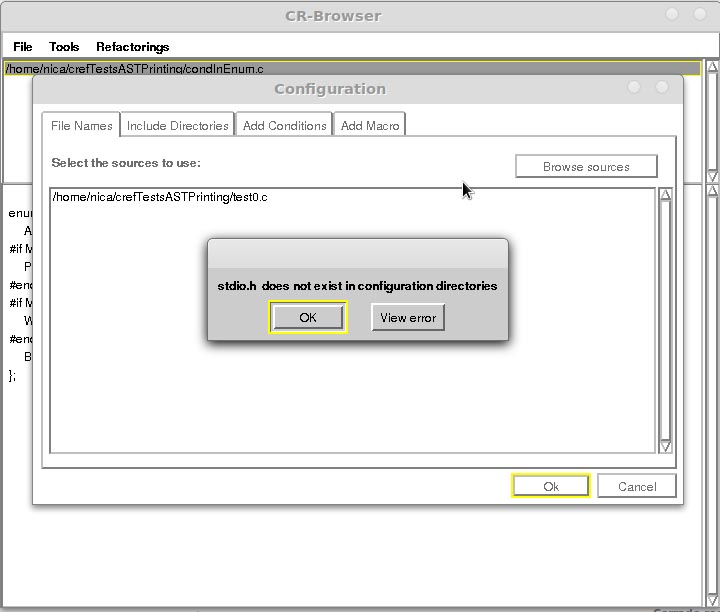 CR-Browser
File Tools Refactorings
/home/nica/crefTestsASTPrinting/condInEnum.c
Configuration
File Names Include Directories Add Conditions Add Macro
Select the sources to use:
Browse sources
/home/nica/crefTestsASTPrinting/test0.c
enum
A
#if M
P
#end
#if M
W
#end
B
};
stdio.h does not exist in configuration directories
OK View error
Ok Cancel